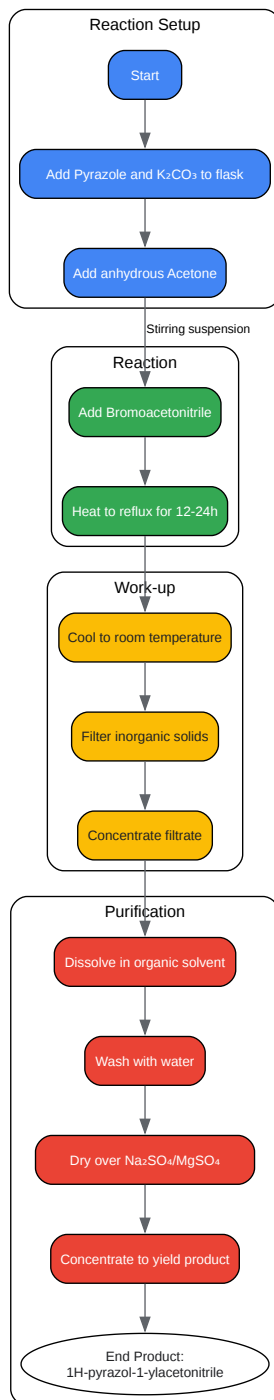 Reaction Setup
Start
Add Pyrazole and K₂CO₃ to flask
Add anhydrous Acetone
Stirring suspension
Reaction
Add Bromoacetonitrile
Heat to reflux for 12-24h
Work-up
Cool to room temperature
Filter inorganic solids
Concentrate filtrate
Purification
Dissolve in organic solvent
Wash with water
Dry over Na₂SO₄/MgSO₄
Concentrate to yield product
End Product:
1H-pyrazol-1-ylacetonitrile